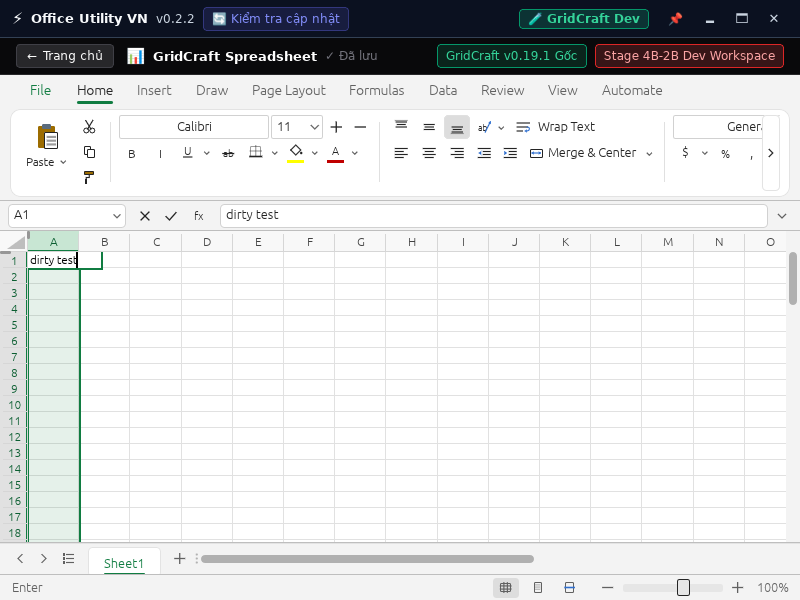 Office Utility VN v0.2.2 Kiểm tra cập nhật GridCraft Dev
← Trang chủ GridCraft Spreadsheet ✓ Đã lưu GridCraft v0.19.1 Gốc Stage 4B-2B Dev Workspace
File Home Insert Draw Page Layout Formulas Data Review View Automate
Calibri 11 ab Wrap Text Gener
Paste B I U ab A Merge & Center $ % ,
A1 fx dirty test
A B C D E F G H I J K L M N O
1 dirty test
2
3
4
5
6
7
8
9
10
11
12
13
14
15
16
17
18
Sheet1
Enter 100%